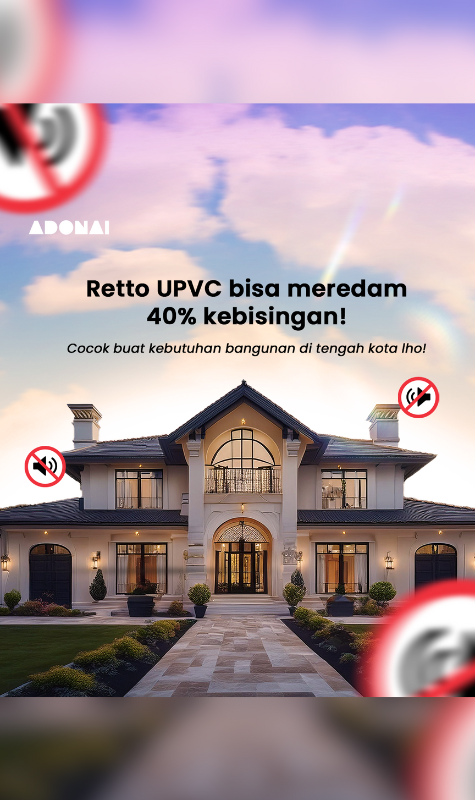 ADONAI
Retto UPVC bisa meredam
40% kebisingan!
Cocok buat kebutuhan bangunan di tengah kota lho!